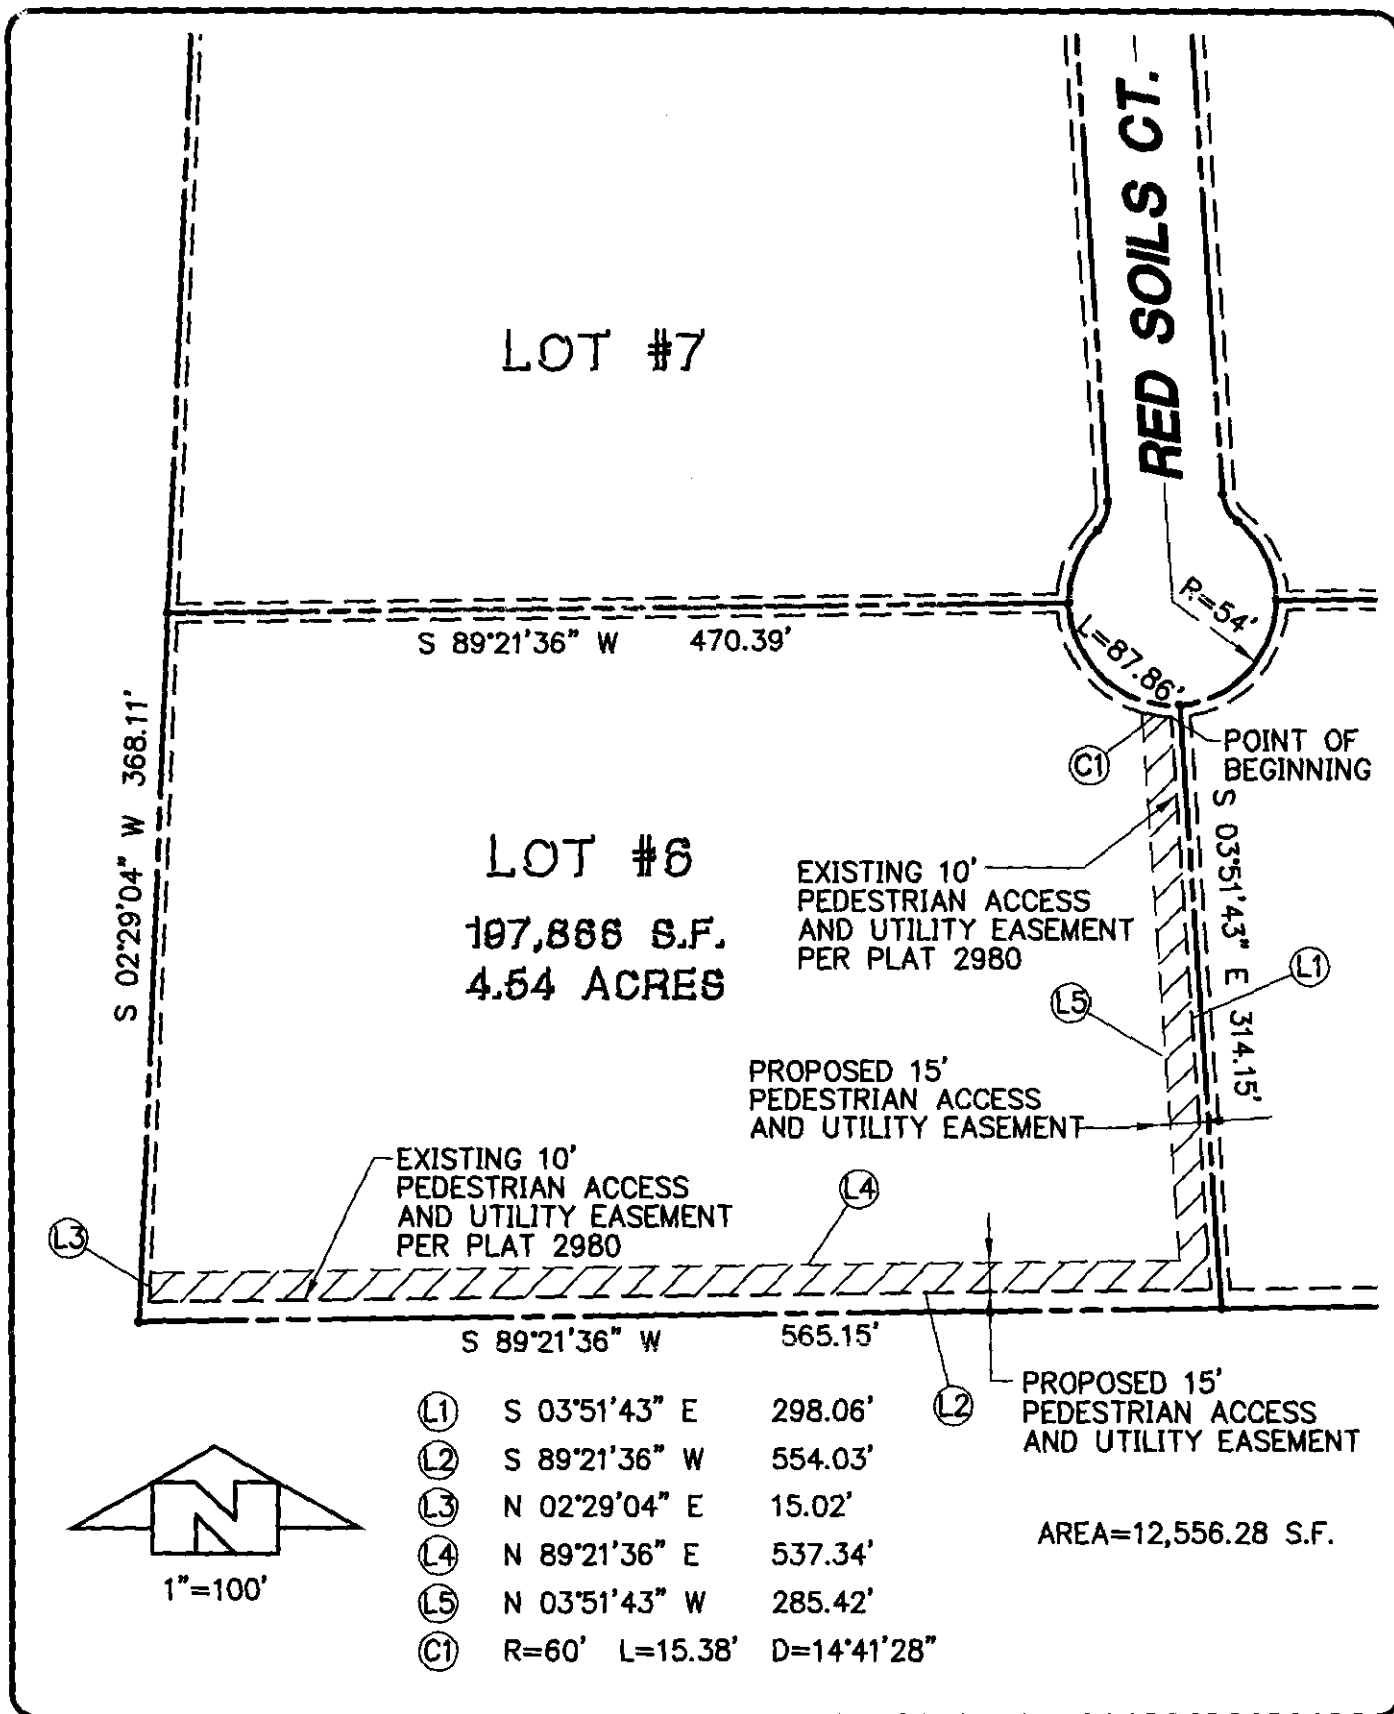 RED SOILS CT.
LOT #7
R=54'
L=87.86'
S 89°21'36" W 470.39'
S 02°29'04" W 368.11'
C1
POINT OF
BEGINNING
LOT #6
197,866 S.F.
4.54 ACRES
EXISTING 10'
PEDESTRIAN ACCESS
AND UTILITY EASEMENT
PER PLAT 2980
S 03°51'43" E 314.15'
L1
L5
PROPOSED 15'
PEDESTRIAN ACCESS
AND UTILITY EASEMENT
EXISTING 10'
PEDESTRIAN ACCESS
AND UTILITY EASEMENT
PER PLAT 2980
L4
L3
S 89°21'36" W 565.15'
L2
PROPOSED 15'
PEDESTRIAN ACCESS
AND UTILITY EASEMENT
L1 S 03°51'43" E 298.06'
L2 S 89°21'36" W 554.03'
L3 N 02°29'04" E 15.02'
L4 N 89°21'36" E 537.34'
L5 N 03°51'43" W 285.42'
C1 R=60' L=15.38' D=14°41'28"
AREA=12,556.28 S.F.
N
1"=100'